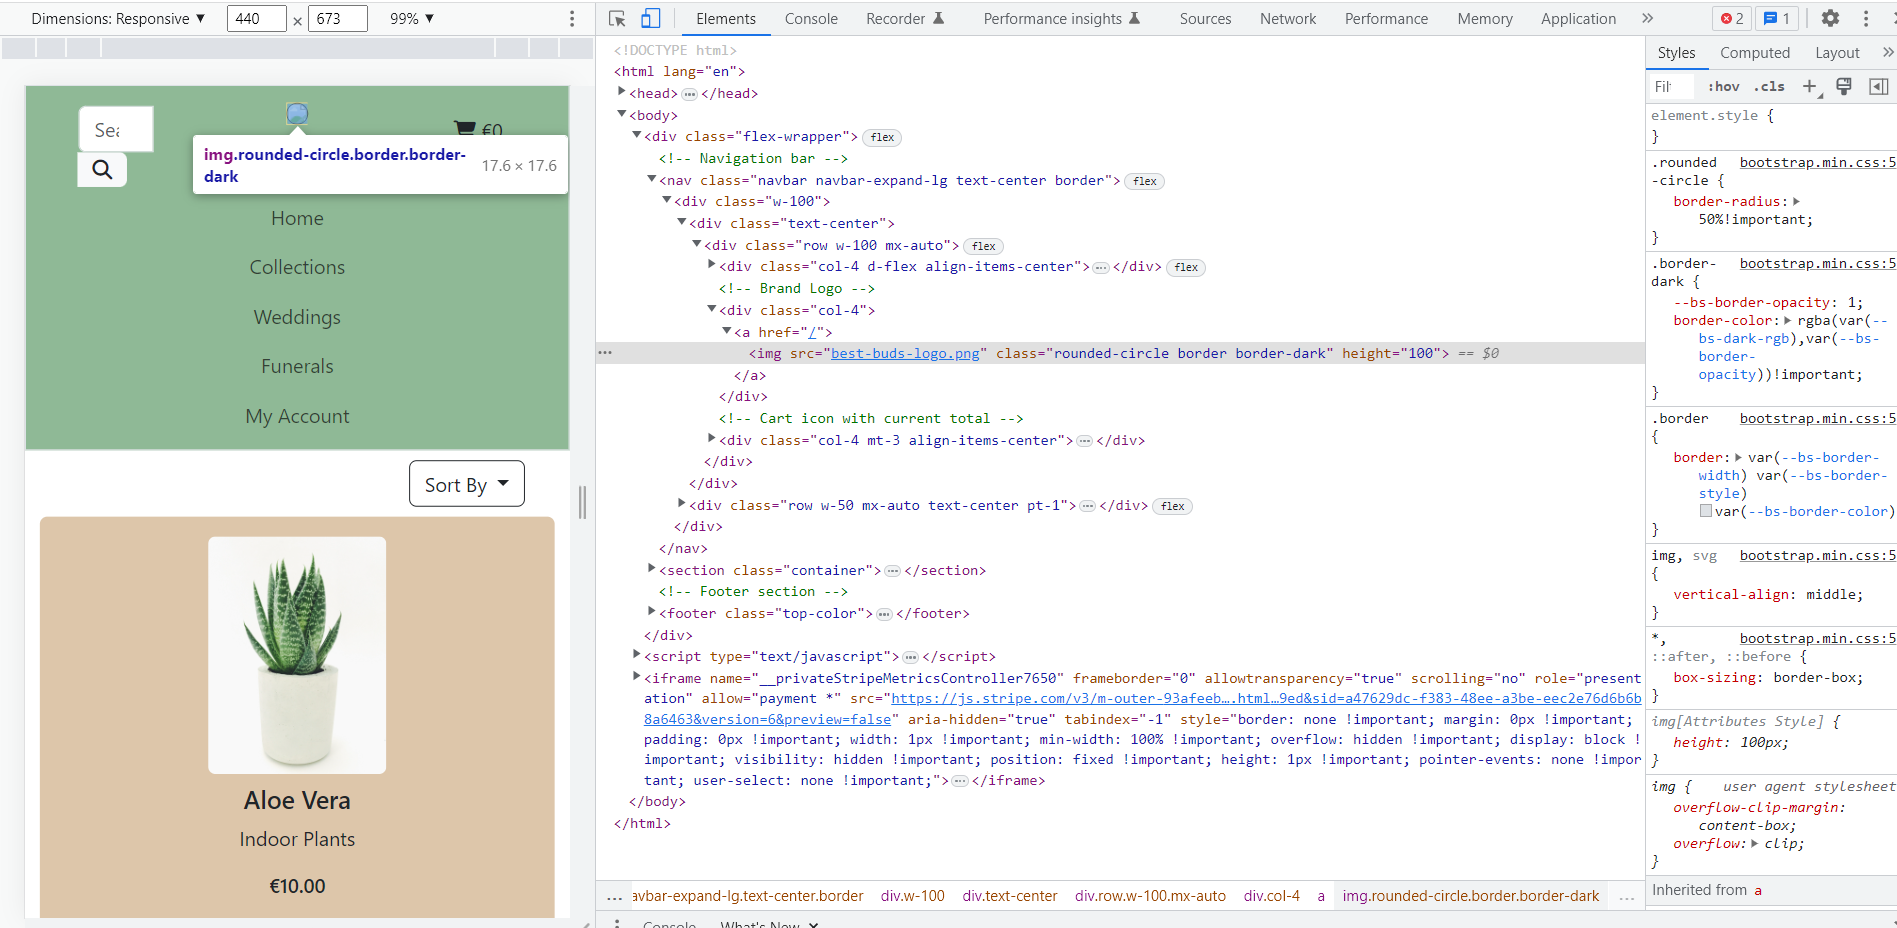 Dimensions: Responsive ▼ 440 × 673 99% ▼
Elements Console Recorder Performance insights Sources Network Performance Memory Application » 2 1
Sea
€0
img.rounded-circle.border.border-dark 17.6 × 17.6
Home
Collections
Weddings
Funerals
My Account
Sort By
Aloe Vera
Indoor Plants
€10.00
<!DOCTYPE html>
<html lang="en">
<head> ••• </head>
<body>
<div class="flex-wrapper"> flex
<!-- Navigation bar -->
<nav class="navbar navbar-expand-lg text-center border"> flex
<div class="w-100">
<div class="text-center">
<div class="row w-100 mx-auto"> flex
<div class="col-4 d-flex align-items-center"> ••• </div> flex
<!-- Brand Logo -->
<div class="col-4">
<a href="/">
••• <img src="best-buds-logo.png" class="rounded-circle border border-dark" height="100"> == $0
</a>
</div>
<!-- Cart icon with current total -->
<div class="col-4 mt-3 align-items-center"> ••• </div>
</div>
</div>
<div class="row w-50 mx-auto text-center pt-1"> ••• </div> flex
</div>
</nav>
<section class="container"> ••• </section>
<!-- Footer section -->
<footer class="top-color"> ••• </footer>
</div>
<script type="text/javascript"> ••• </script>
<iframe name="__privateStripeMetricsController7650" frameborder="0" allowtransparency="true" scrolling="no" role="present
ation" allow="payment *" src="https://js.stripe.com/v3/m-outer-93afeeb….html…9ed&sid=a47629dc-f383-48ee-a3be-eec2e76d6b6b
8a6463&version=6&preview=false" aria-hidden="true" tabindex="-1" style="border: none !important; margin: 0px !important;
padding: 0px !important; width: 1px !important; min-width: 100% !important; overflow: hidden !important; display: block !
important; visibility: hidden !important; position: fixed !important; height: 1px !important; pointer-events: none !impor
tant; user-select: none !important;"> ••• </iframe>
</body>
</html>
... avbar-expand-lg.text-center.border div.w-100 div.text-center div.row.w-100.mx-auto div.col-4 a img.rounded-circle.border.border-dark ...
Console What's New ×
Styles Computed Layout »
Filt :hov .cls +
element.style {
}
.rounded bootstrap.min.css:5
-circle {
border-radius:
50%!important;
}
.border- bootstrap.min.css:5
dark {
--bs-border-opacity: 1;
border-color: rgba(var(--
bs-dark-rgb),var(--bs-
border-
opacity))!important;
}
.border bootstrap.min.css:5
{
border: var(--bs-border-
width) var(--bs-border-
style)
var(--bs-border-color)
}
img, svg bootstrap.min.css:5
{
vertical-align: middle;
}
*, bootstrap.min.css:5
::after, ::before {
box-sizing: border-box;
}
img[Attributes Style] {
height: 100px;
}
img { user agent stylesheet
overflow-clip-margin:
content-box;
overflow: clip;
}
Inherited from a